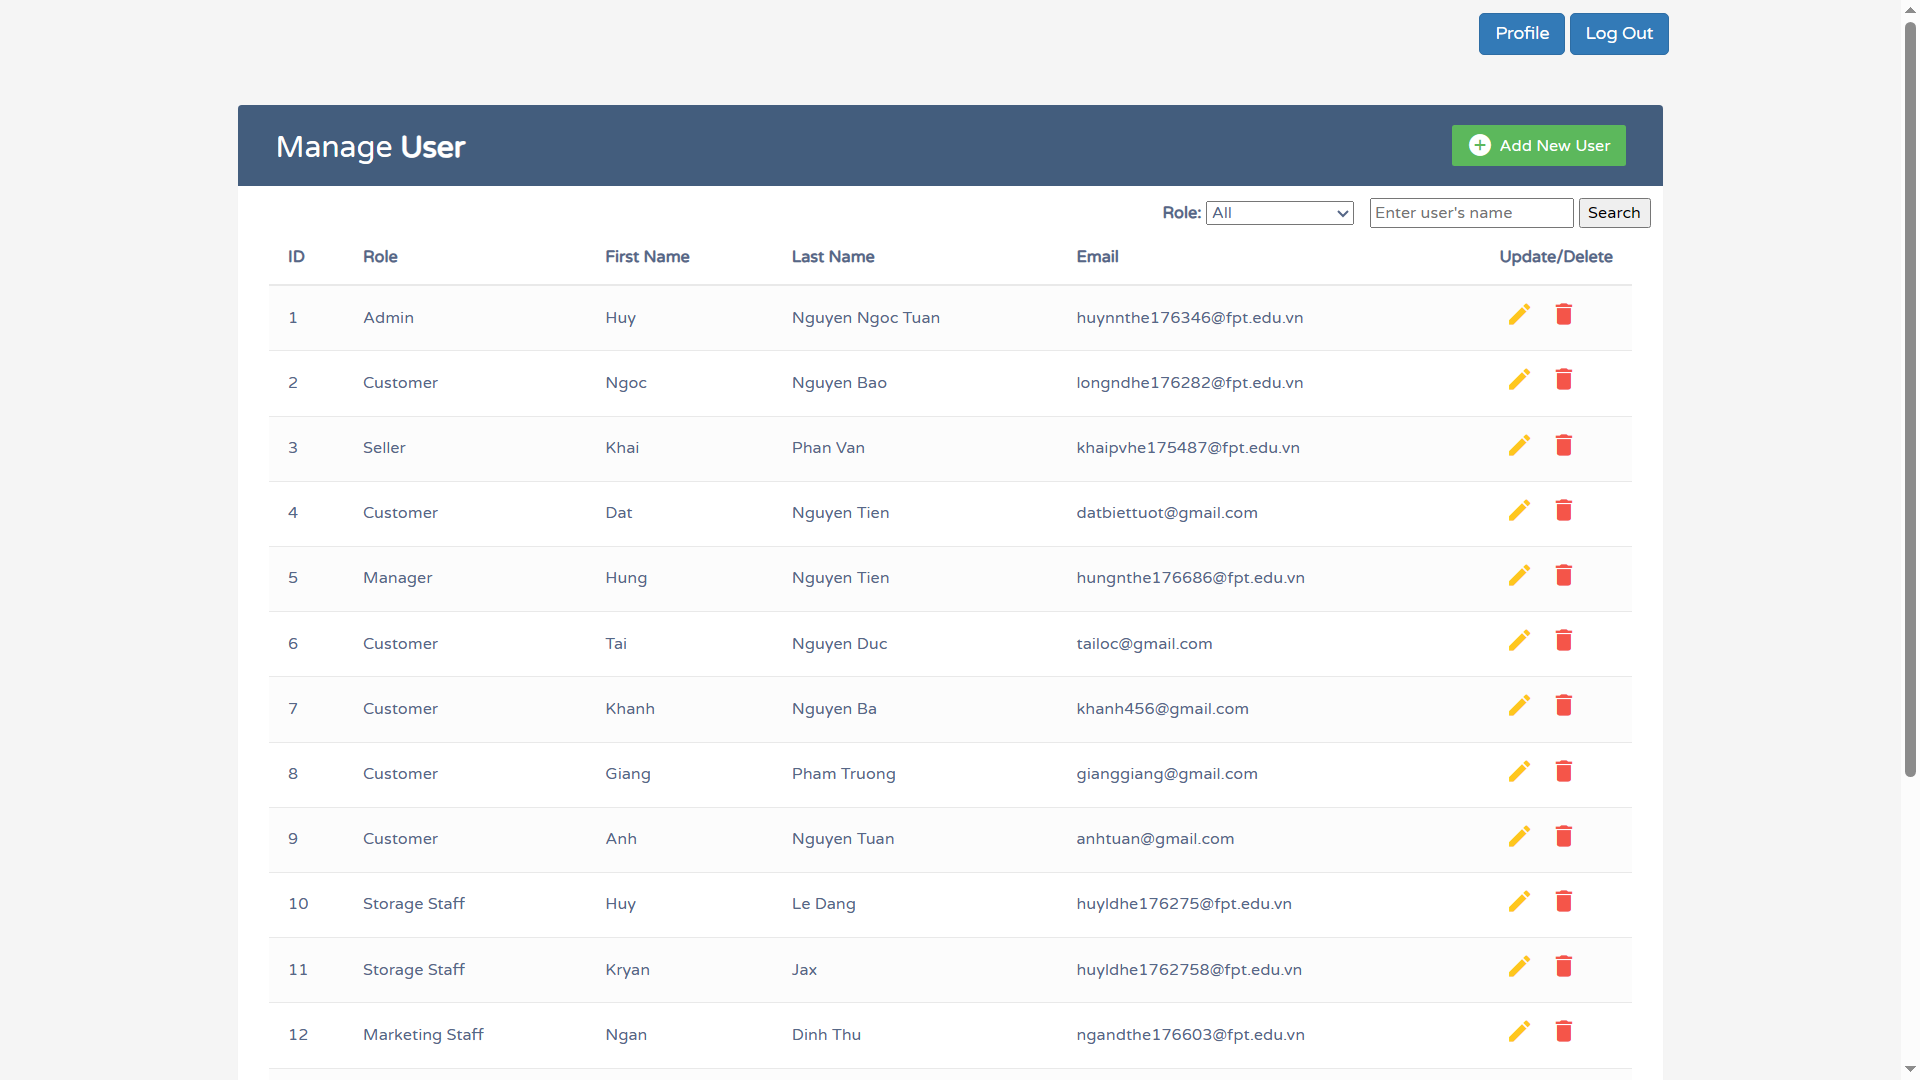 Profile Log Out
Manage User
Add New User
Role: All Enter user's name Search
ID Role First Name Last Name Email Update/Delete
1 Admin Huy Nguyen Ngoc Tuan huynnthe176346@fpt.edu.vn
2 Customer Ngoc Nguyen Bao longndhe176282@fpt.edu.vn
3 Seller Khai Phan Van khaipvhe175487@fpt.edu.vn
4 Customer Dat Nguyen Tien datbiettuot@gmail.com
5 Manager Hung Nguyen Tien hungnthe176686@fpt.edu.vn
6 Customer Tai Nguyen Duc tailoc@gmail.com
7 Customer Khanh Nguyen Ba khanh456@gmail.com
8 Customer Giang Pham Truong gianggiang@gmail.com
9 Customer Anh Nguyen Tuan anhtuan@gmail.com
10 Storage Staff Huy Le Dang huyldhe176275@fpt.edu.vn
11 Storage Staff Kryan Jax huyldhe1762758@fpt.edu.vn
12 Marketing Staff Ngan Dinh Thu ngandthe176603@fpt.edu.vn